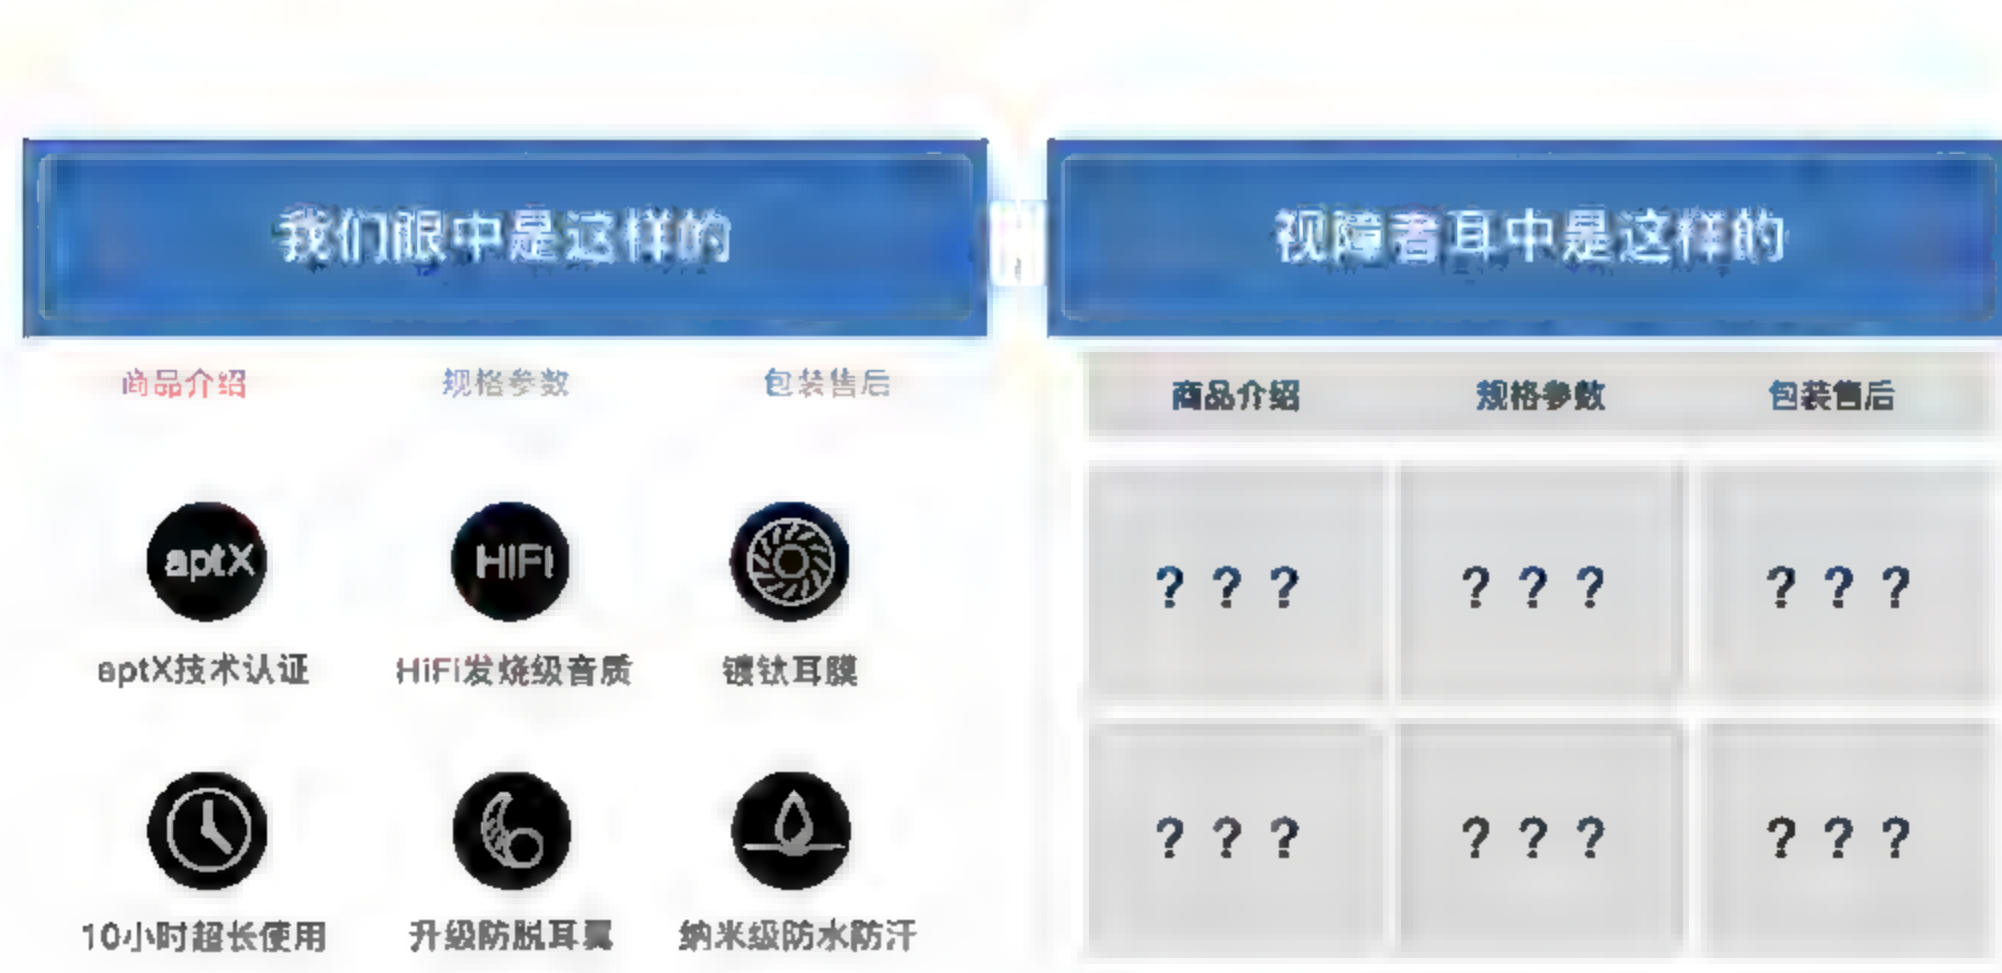 我们眼中是这样的
商品介绍 规格参数 包装售后
aptX HIFI
aptX技术认证 HiFi发烧级音质 镀钛耳膜
10小时超长使用 升级防脱耳翼 纳米级防水防汗
视障者耳中是这样的
商品介绍 规格参数 包装售后
? ? ? ? ? ? ? ? ?
? ? ? ? ? ? ? ? ?